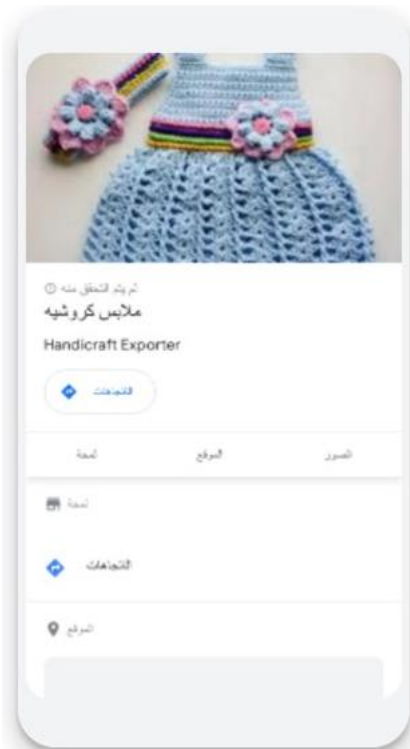 لم يتم التحقق منه
ملابس كروشيه
Handicraft Exporter
الاتجاهات
لمحة
الموقع
الصور
لمحة
الاتجاهات
الموقع